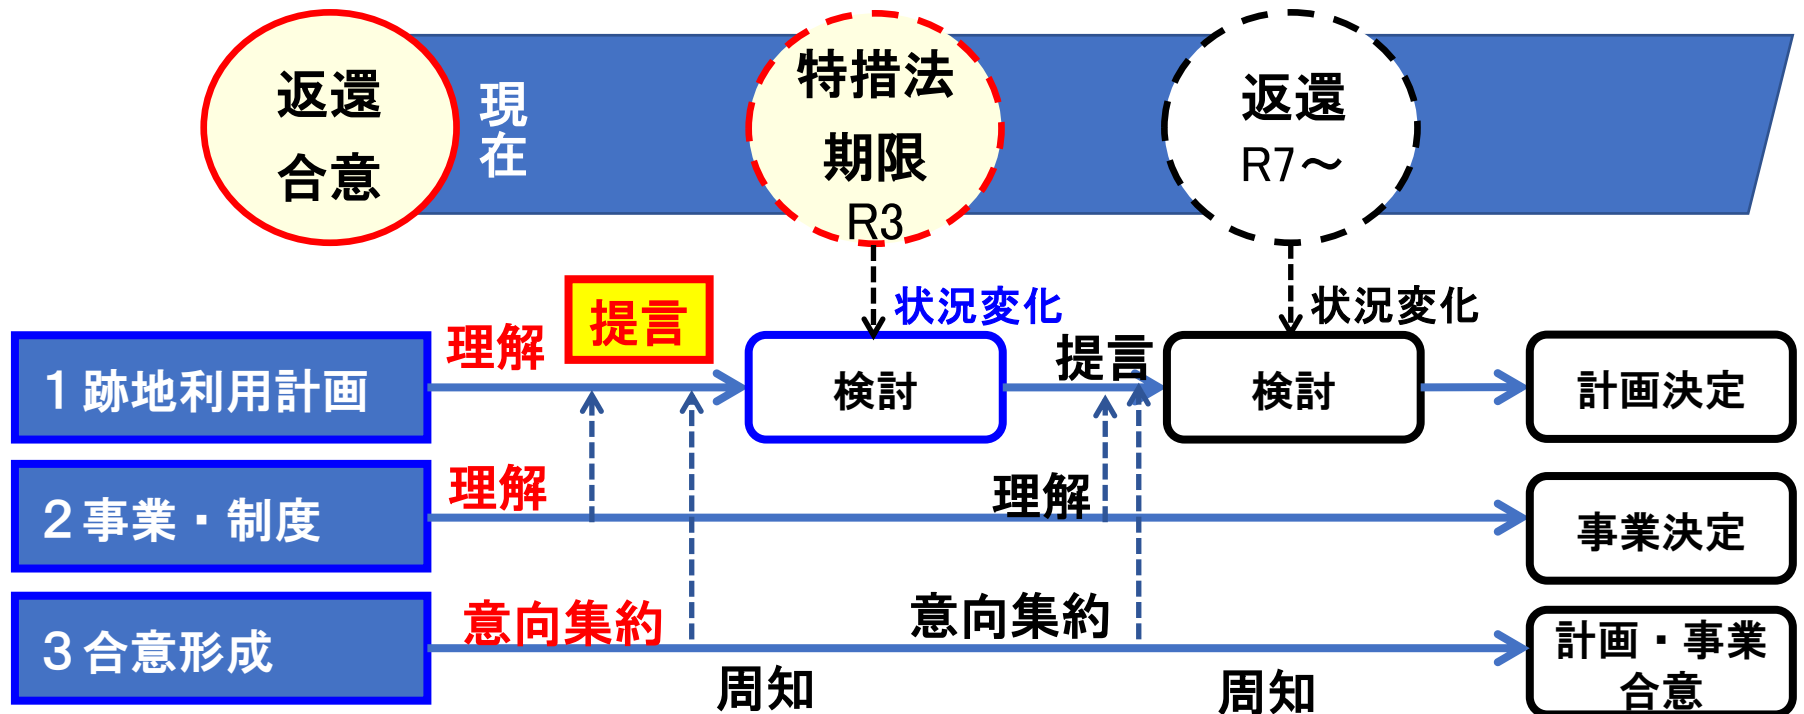 返還
合意
現在
特措法
期限
R3
返還
R7～
状況変化
状況変化
提言
理解
提言
１跡地利用計画
検討
検討
計画決定
理解
理解
２事業・制度
事業決定
意向集約
意向集約
３合意形成
計画・事業
合意
周知
周知